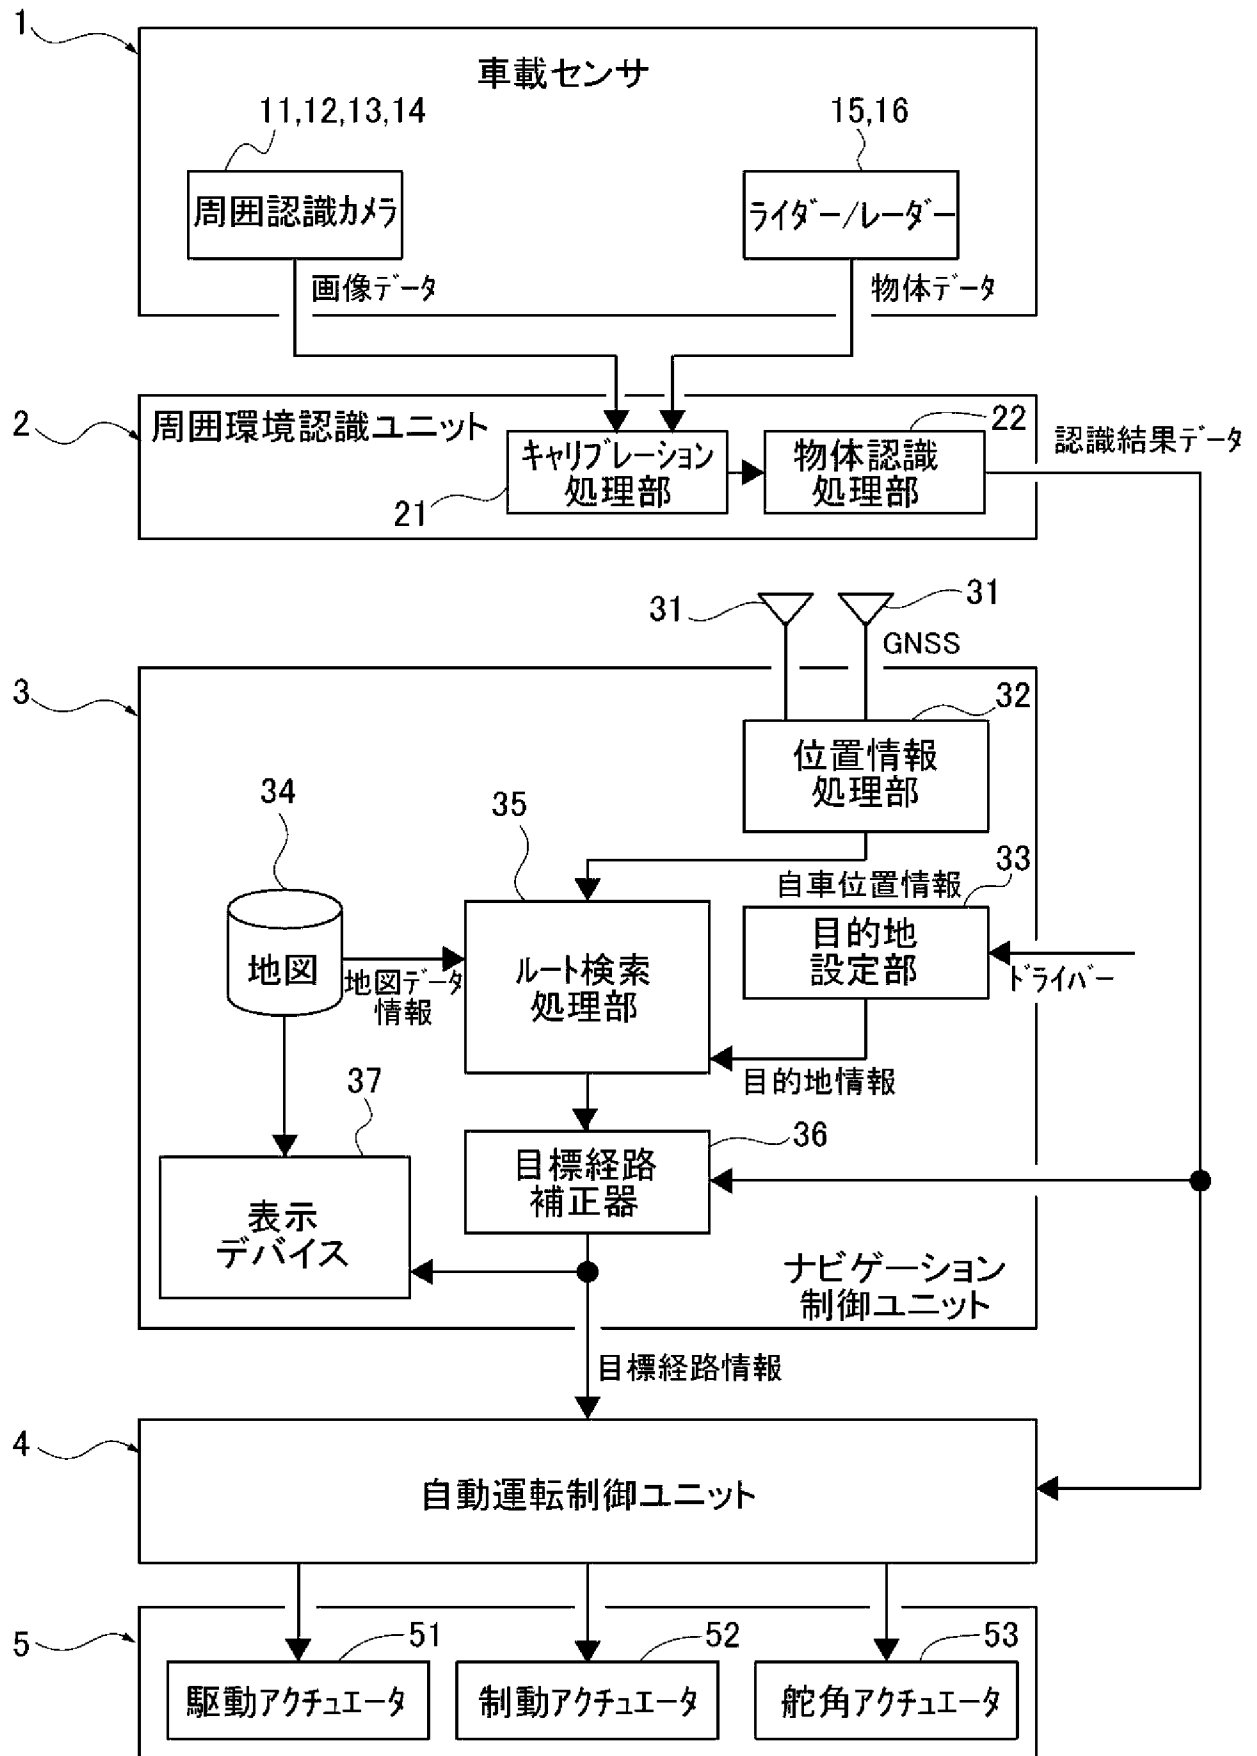 1
車載センサ
11,12,13,14
15,16
周囲認識カメラ
ライダー/レーダー
画像データ
物体データ
2
周囲環境認識ユニット
22
認識結果データ
キャリブレーション
処理部
物体認識
処理部
21
31
31
GNSS
3
32
位置情報
処理部
34
35
自車位置情報
33
目的地
設定部
地図
地図データ
情報
ルート検索
処理部
ドライバー
目的地情報
37
36
目標経路
補正器
表示
デバイス
ナビゲーション
制御ユニット
目標経路情報
4
自動運転制御ユニット
5
51
52
53
駆動アクチュエータ
制動アクチュエータ
舵角アクチュエータ